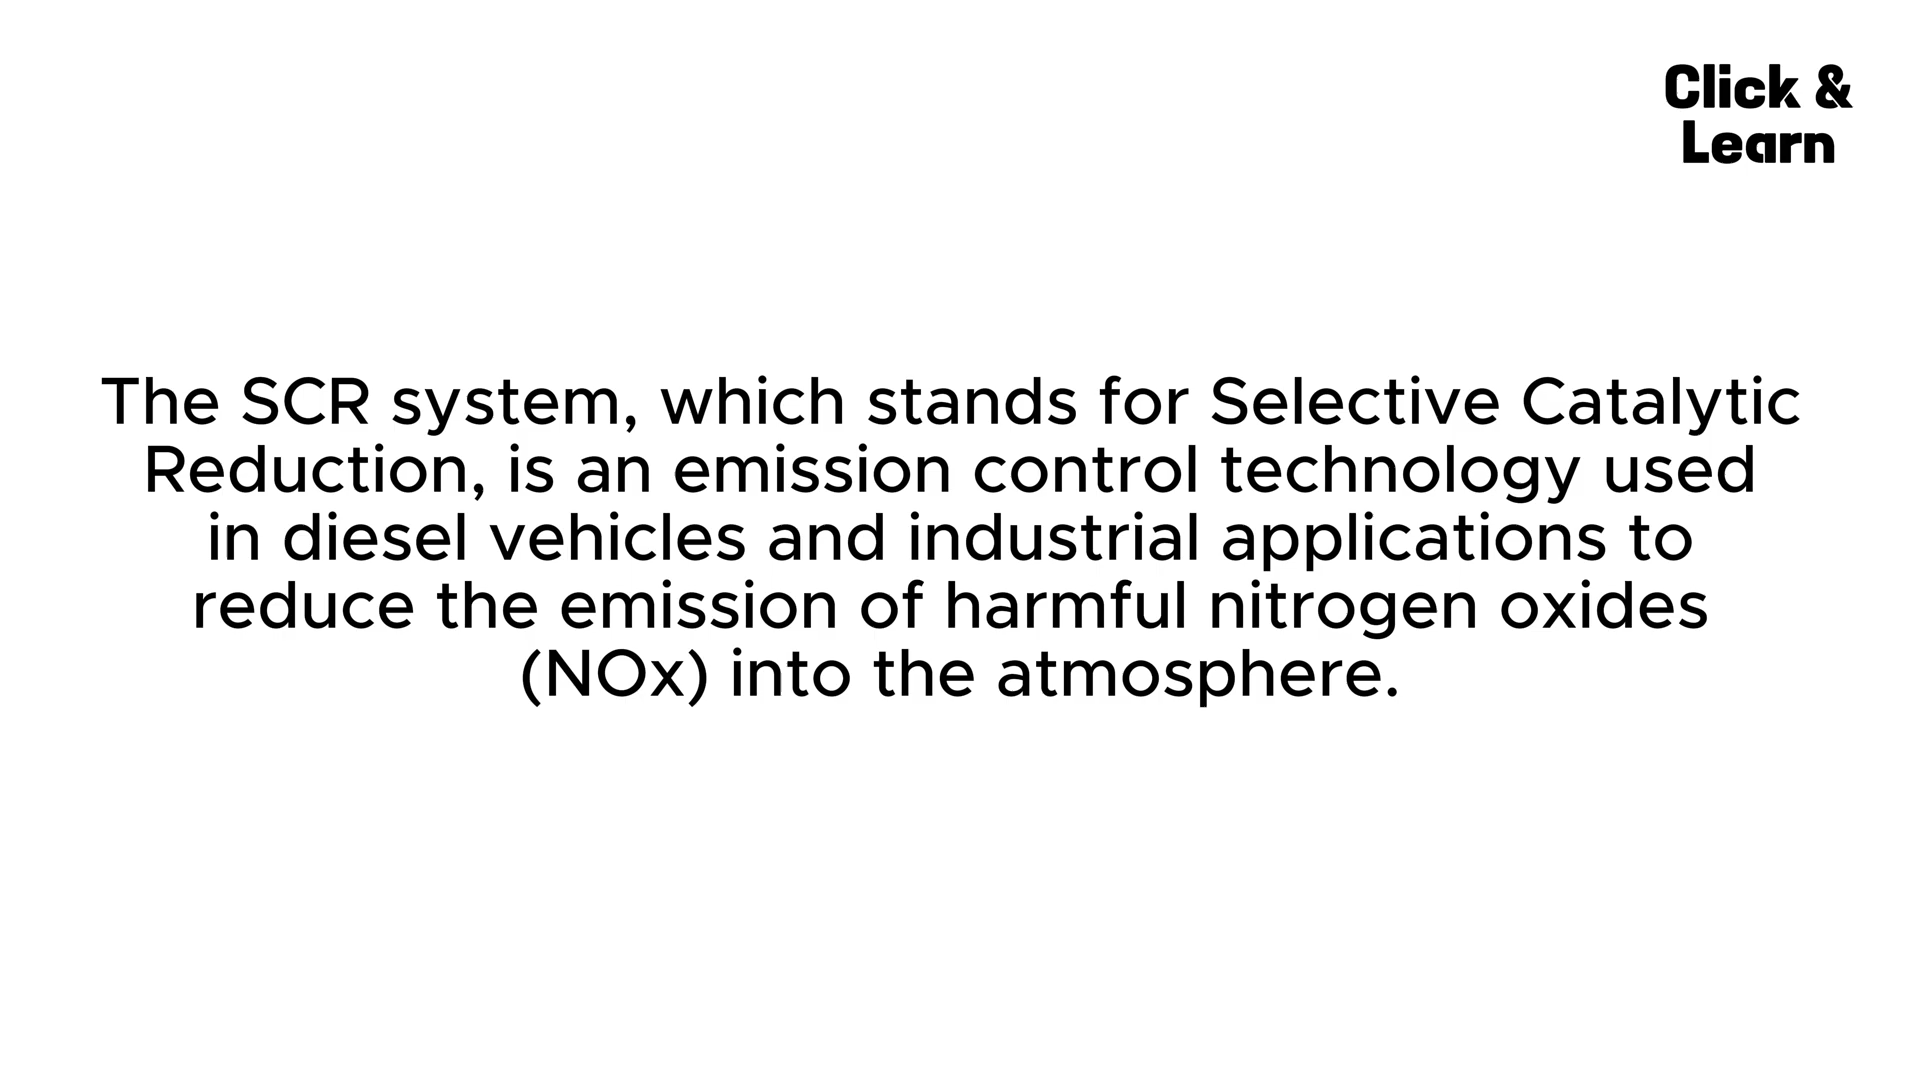 Click &
Learn
The SCR system, which stands for Selective Catalytic
Reduction, is an emission control technology used
in diesel vehicles and industrial applications to
reduce the emission of harmful nitrogen oxides
(NOx) into the atmosphere.